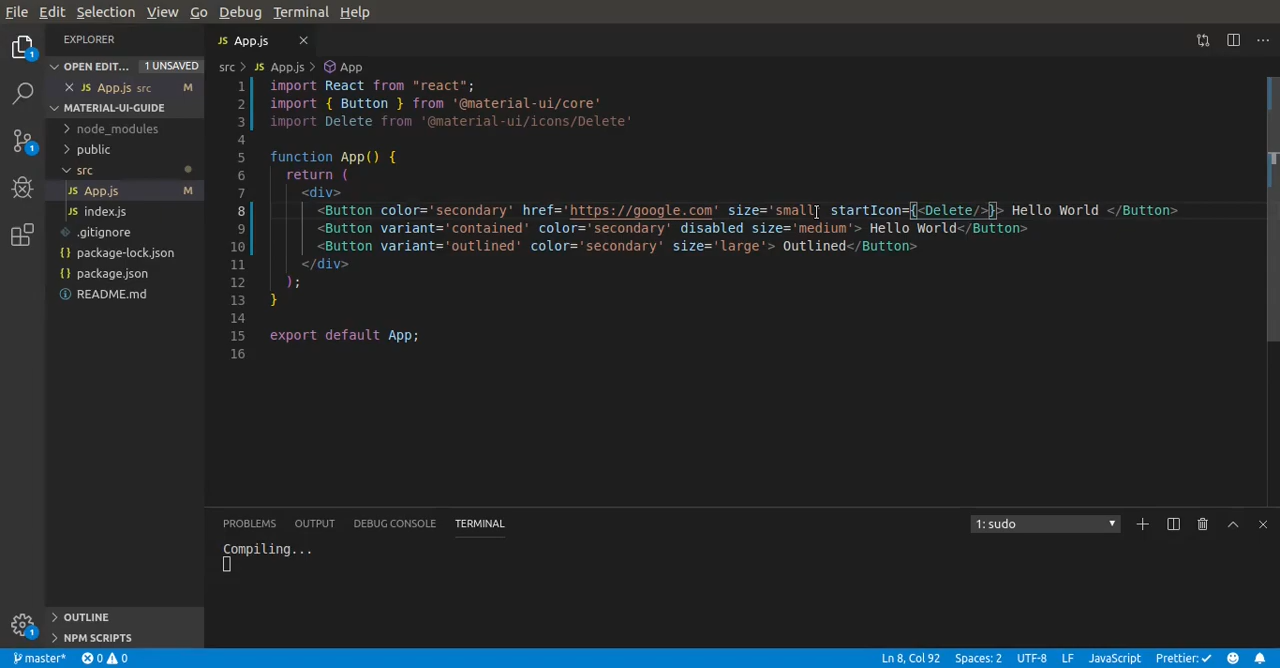 File Edit Selection View Go Debug Terminal Help
EXPLORER
OPEN EDIT... 1 UNSAVED
App.js src M
MATERIAL-UI-GUIDE
node_modules
public
src
JS App.js M
JS index.js
.gitignore
{} package-lock.json
{} package.json
README.md
OUTLINE
NPM SCRIPTS
JS App.js
src > JS App.js > App
1 import React from "react";
2 import { Button } from '@material-ui/core'
3 import Delete from '@material-ui/icons/Delete'
4
5 function App() {
6 return (
7 <div>
8 <Button color='secondary' href='https://google.com' size='small' startIcon={<Delete/>}> Hello World </Button>
9 <Button variant='contained' color='secondary' disabled size='medium'> Hello World</Button>
10 <Button variant='outlined' color='secondary' size='large'> Outlined</Button>
11 </div>
12 );
13 }
14
15 export default App;
16
PROBLEMS OUTPUT DEBUG CONSOLE TERMINAL 1: sudo
Compiling...
1
1
1
master* 0 0 Ln 8, Col 92 Spaces: 2 UTF-8 LF JavaScript Prettier: ✓